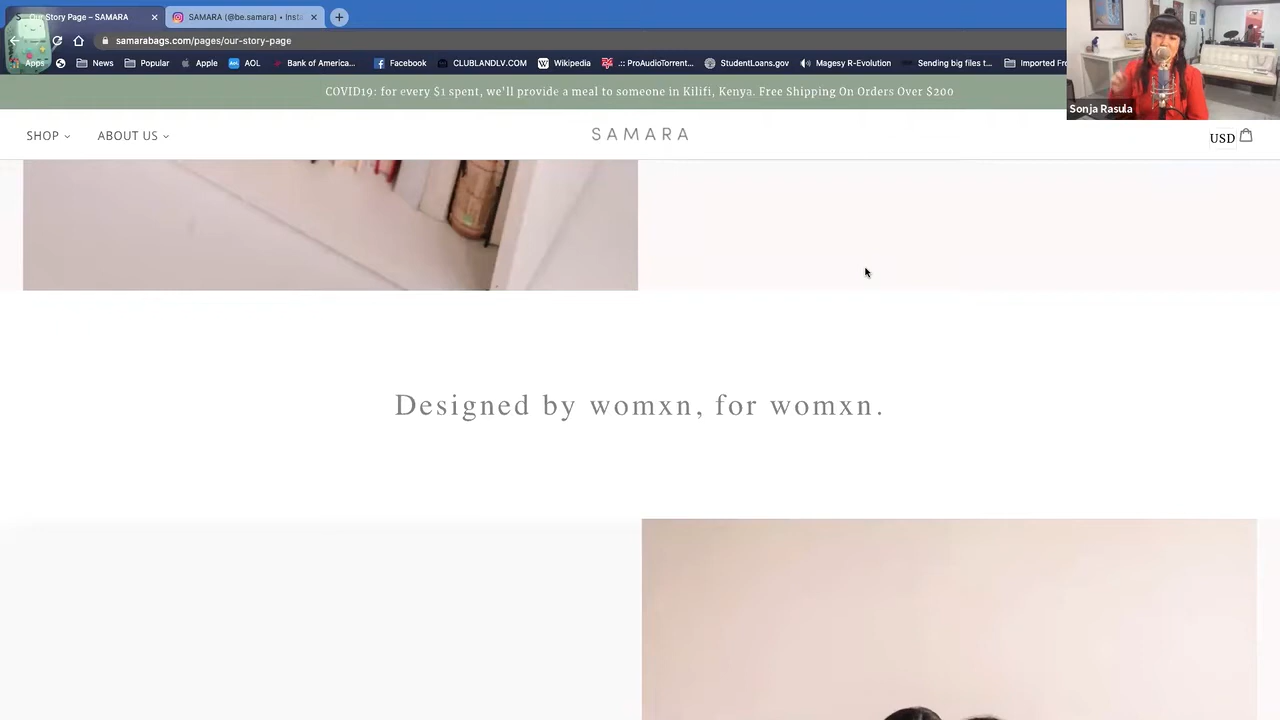 Our Story Page – SAMARA
SAMARA (@be.samara) • Insta
samarabags.com/pages/our-story-page
Apps
News
Popular
Apple
AOL
Bank of America...
Facebook
CLUBLANDLV.COM
Wikipedia
.:: ProAudioTorrent...
StudentLoans.gov
Magesy R-Evolution
Sending big files t...
Imported Fro
Sonja Rasula
COVID19: for every $1 spent, we'll provide a meal to someone in Kilifi, Kenya. Free Shipping On Orders Over $200
SHOP
ABOUT US
SAMARA
USD
Designed by womxn, for womxn.